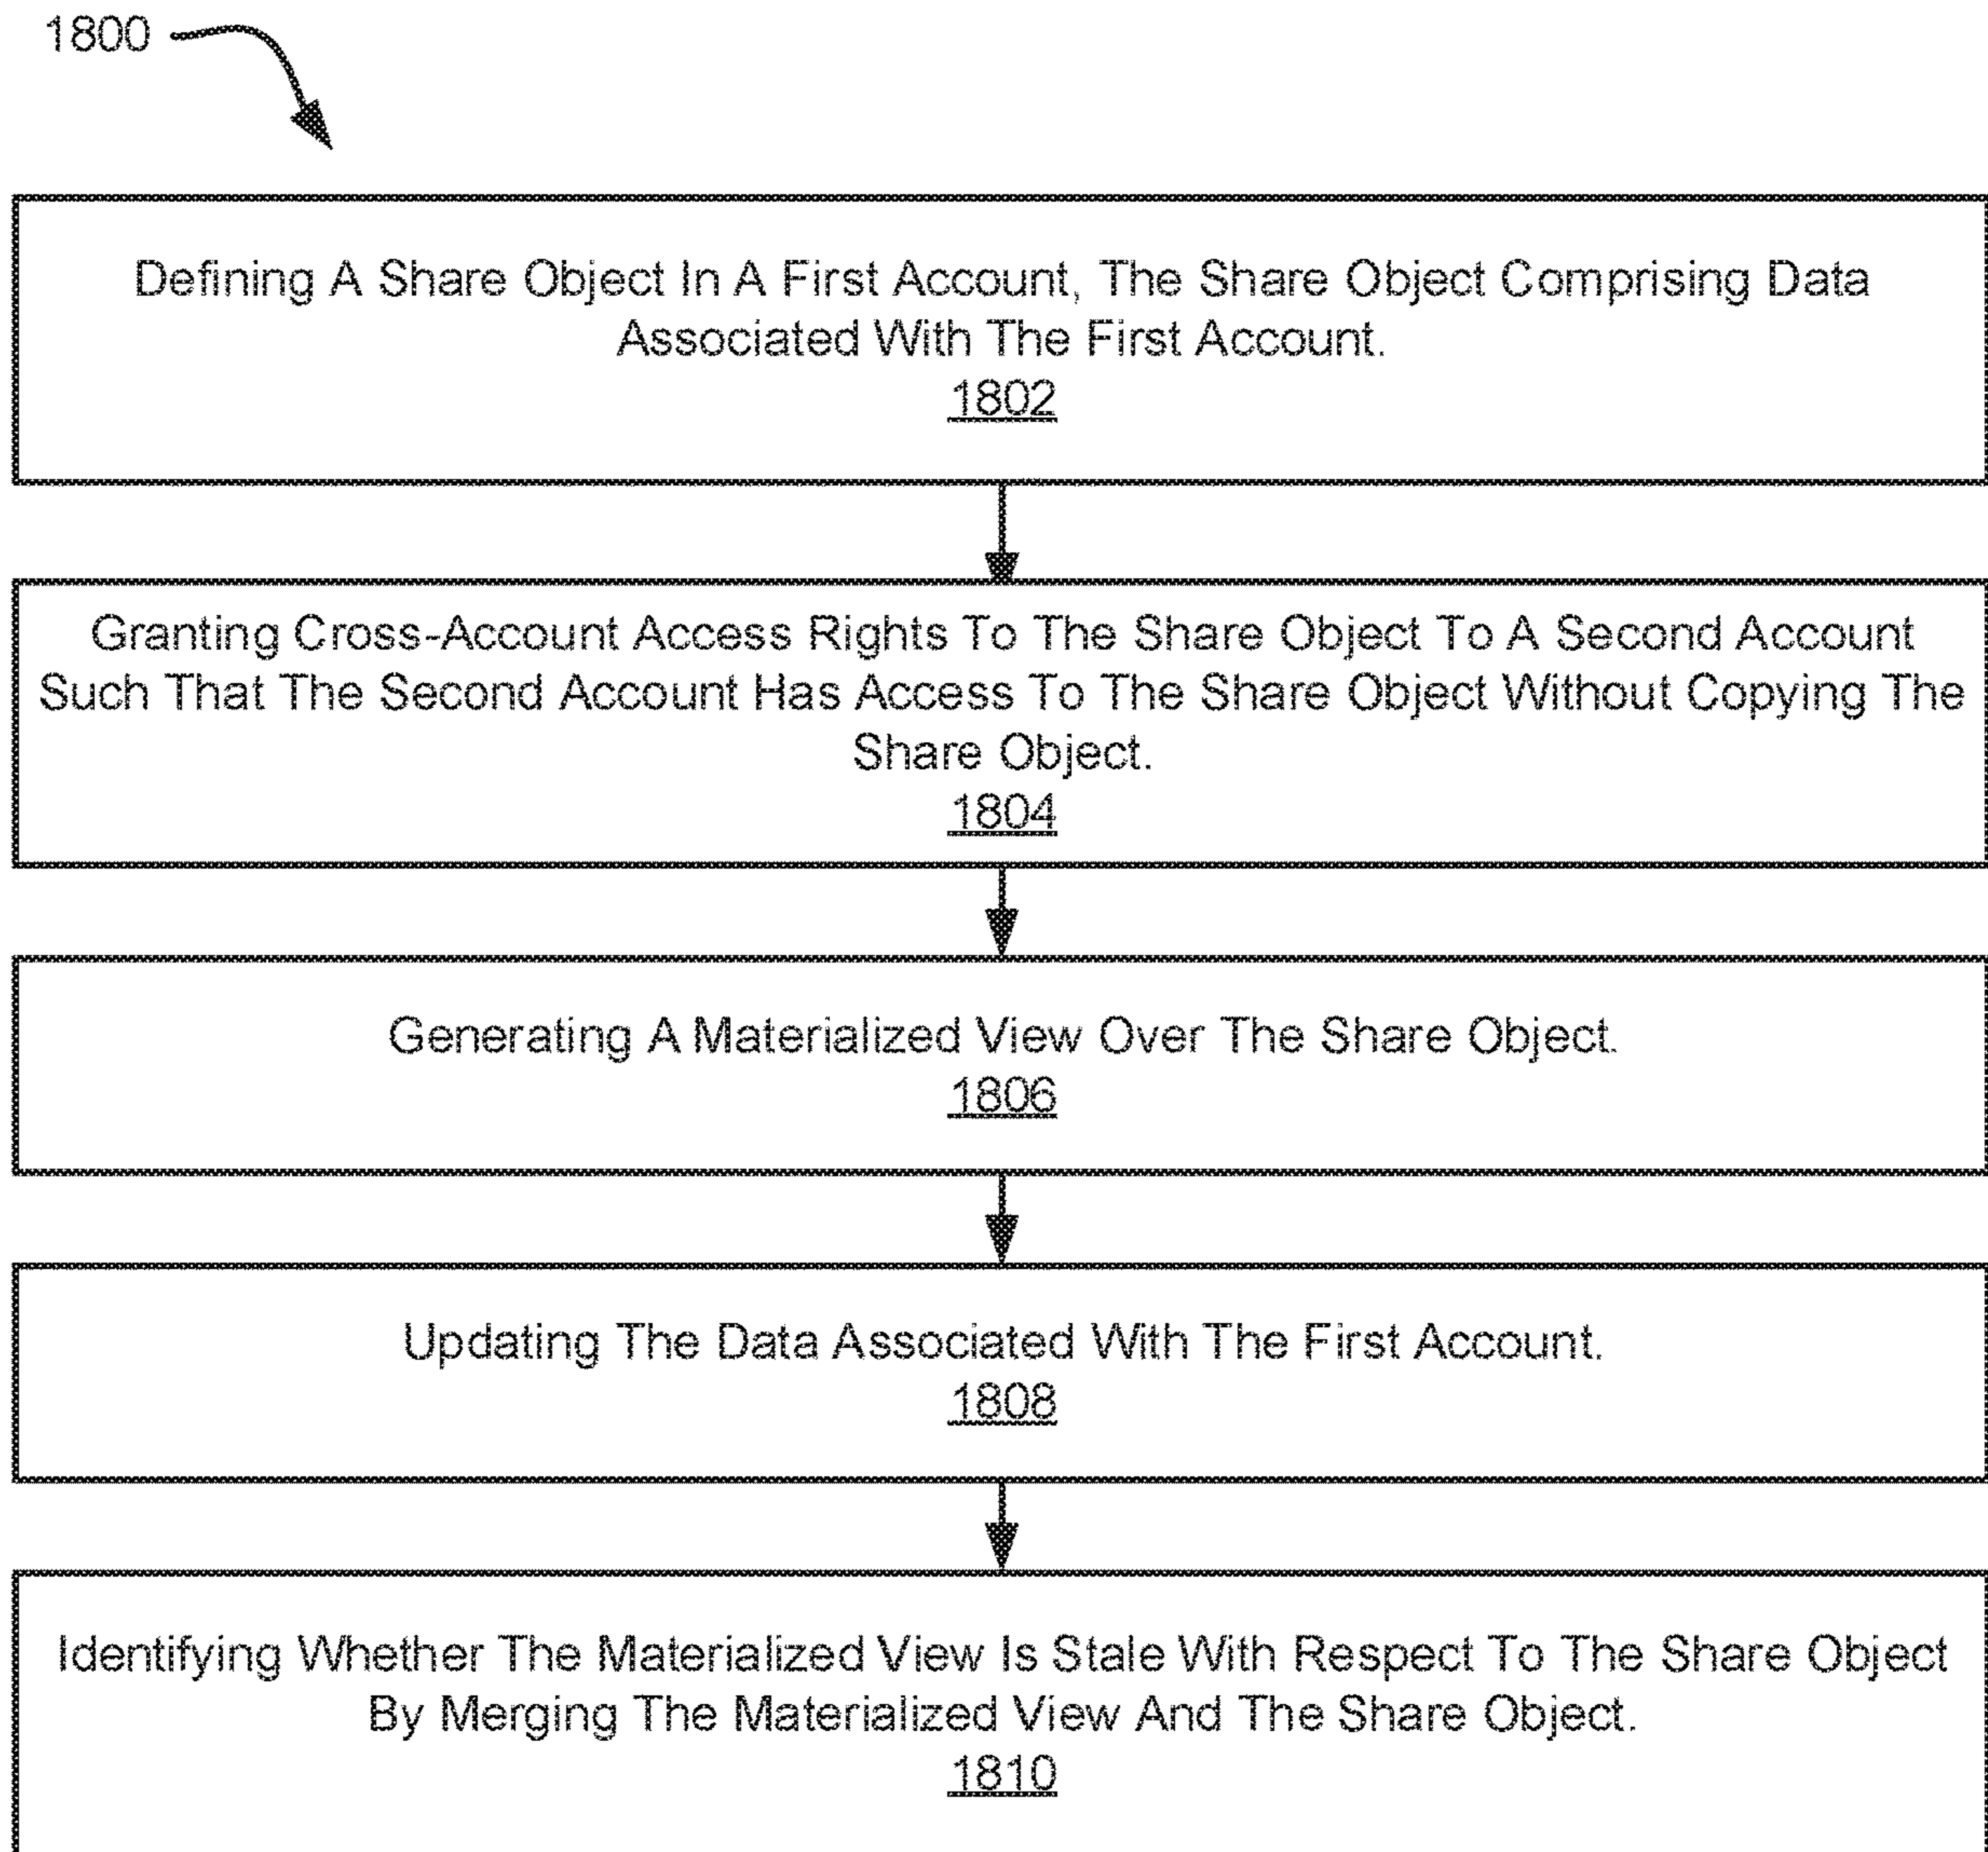 1800
Defining A Share Object In A First Account, The Share Object Comprising Data
Associated With The First Account.
1802
Granting Cross-Account Access Rights To The Share Object To A Second Account
Such That The Second Account Has Access To The Share Object Without Copying The
Share Object.
1804
Generating A Materialized View Over The Share Object.
1806
Updating The Data Associated With The First Account.
1808
Identifying Whether The Materialized View Is Stale With Respect To The Share Object
By Merging The Materialized View And The Share Object.
1810